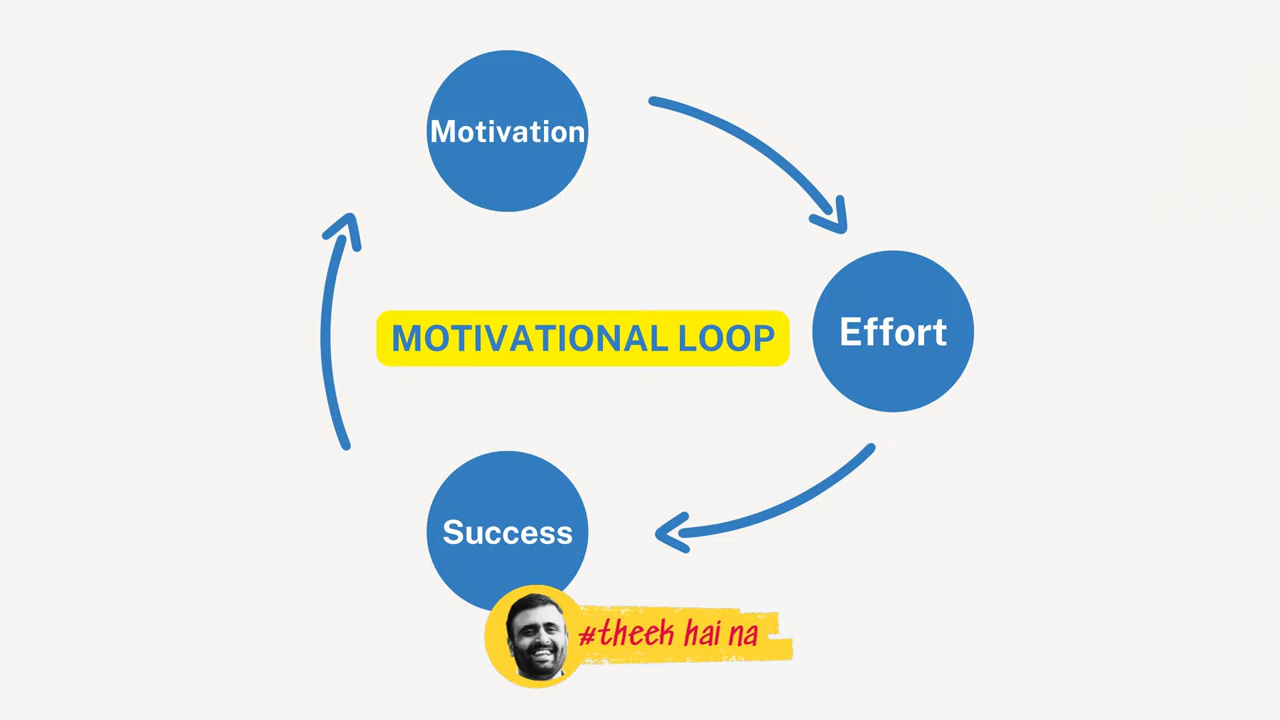 Motivation
MOTIVATIONAL LOOP
Effort
Success
#theek hai na